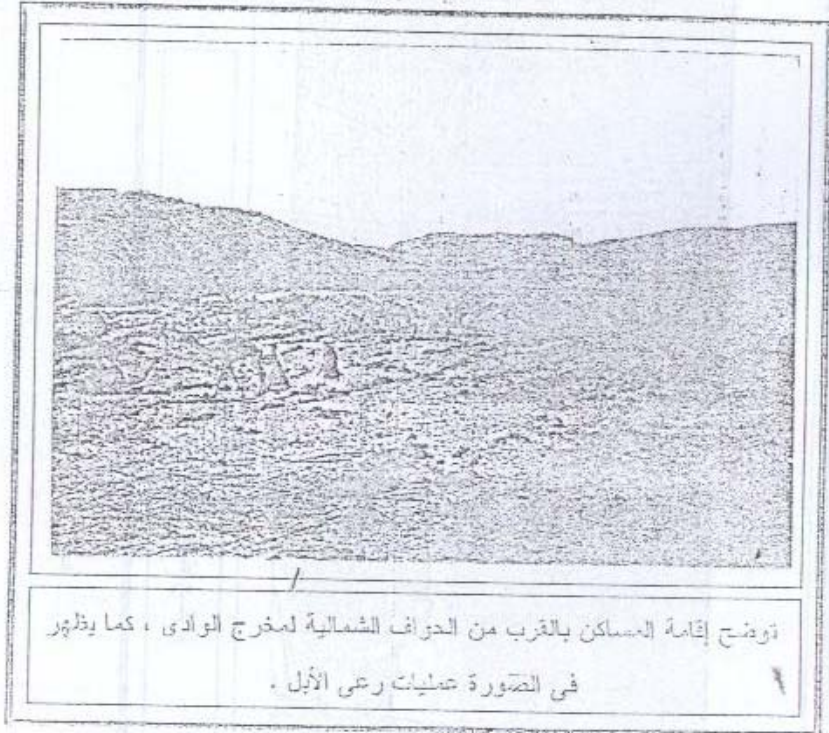 توضح إقامة المساكن بالقرب من الحواف الشمالية لمخرج الوادى ، كما يظهر
فى الصورة عمليات رعى الأبل .